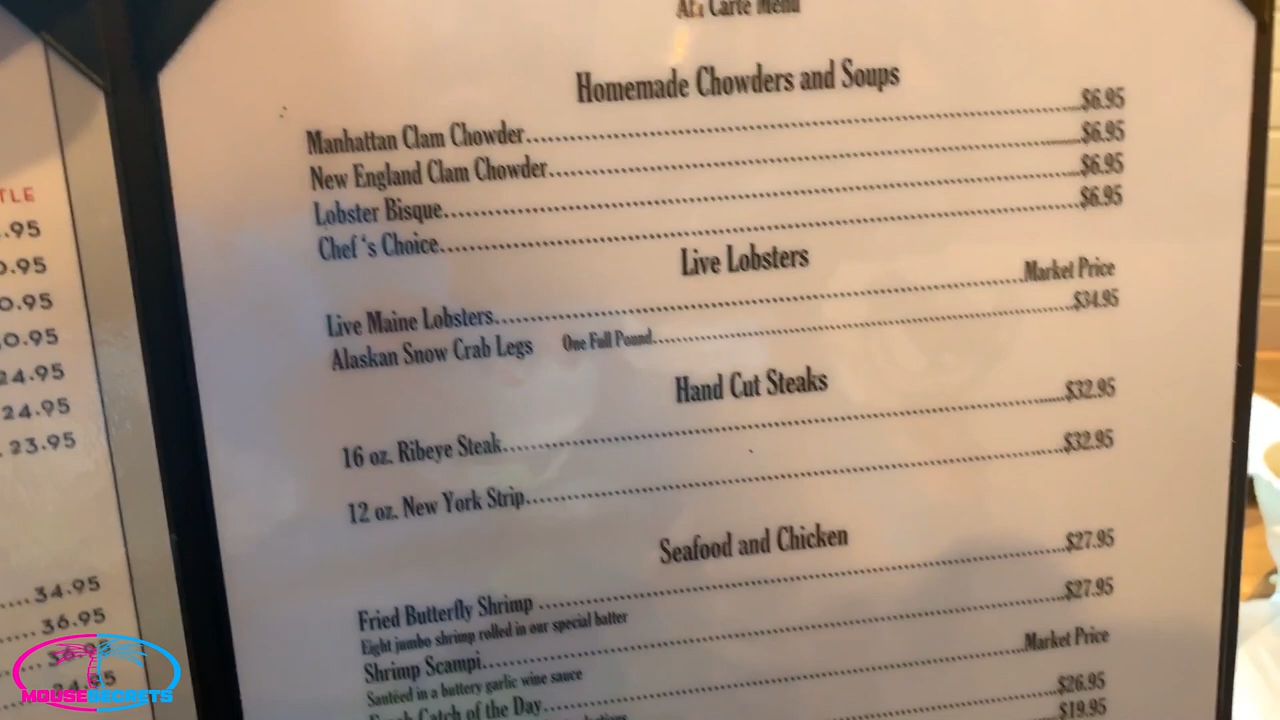 Carte Menu
Homemade Chowders and Soups
Manhattan Clam Chowder........$6.95
New England Clam Chowder........$6.95
Lobster Bisque........$6.95
Chef 's Choice........$6.95
Live Lobsters
Live Maine Lobsters........Market Price
Alaskan Snow Crab Legs One Full Pound........$34.95
Hand Cut Steaks
16 oz. Ribeye Steak........$32.95
12 oz. New York Strip........$32.95
Seafood and Chicken
Fried Butterfly Shrimp ........$27.95
Eight jumbo shrimp rolled in our special batter
Shrimp Scampi........$27.95
Sautéed in a buttery garlic wine sauce
Catch of the Day........Market Price
$26.95
$19.95
TLE
.95
.95
0.95
0.95
24.95
24.95
23.95
....34.95
.....36.95
MOUSESECRETS